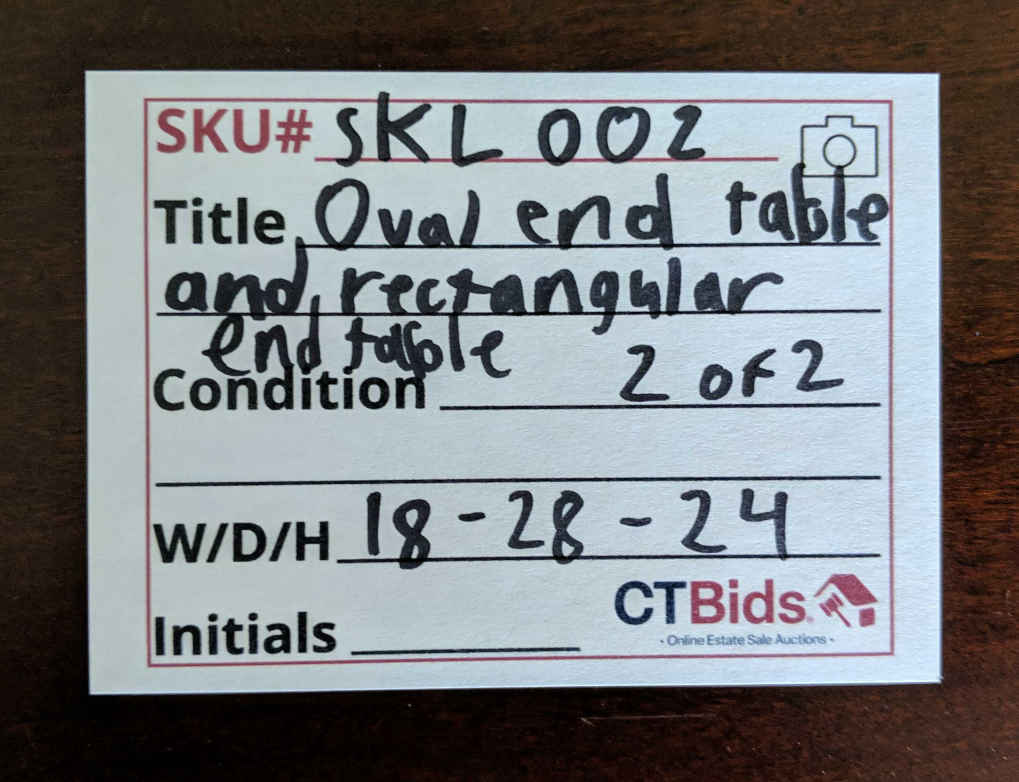 SKU# SKL 002
Title Oval end table
and rectangular
end table
Condition 2 of 2
W/D/H 18-28-24
Initials
CTBids®
• Online Estate Sale Auctions •